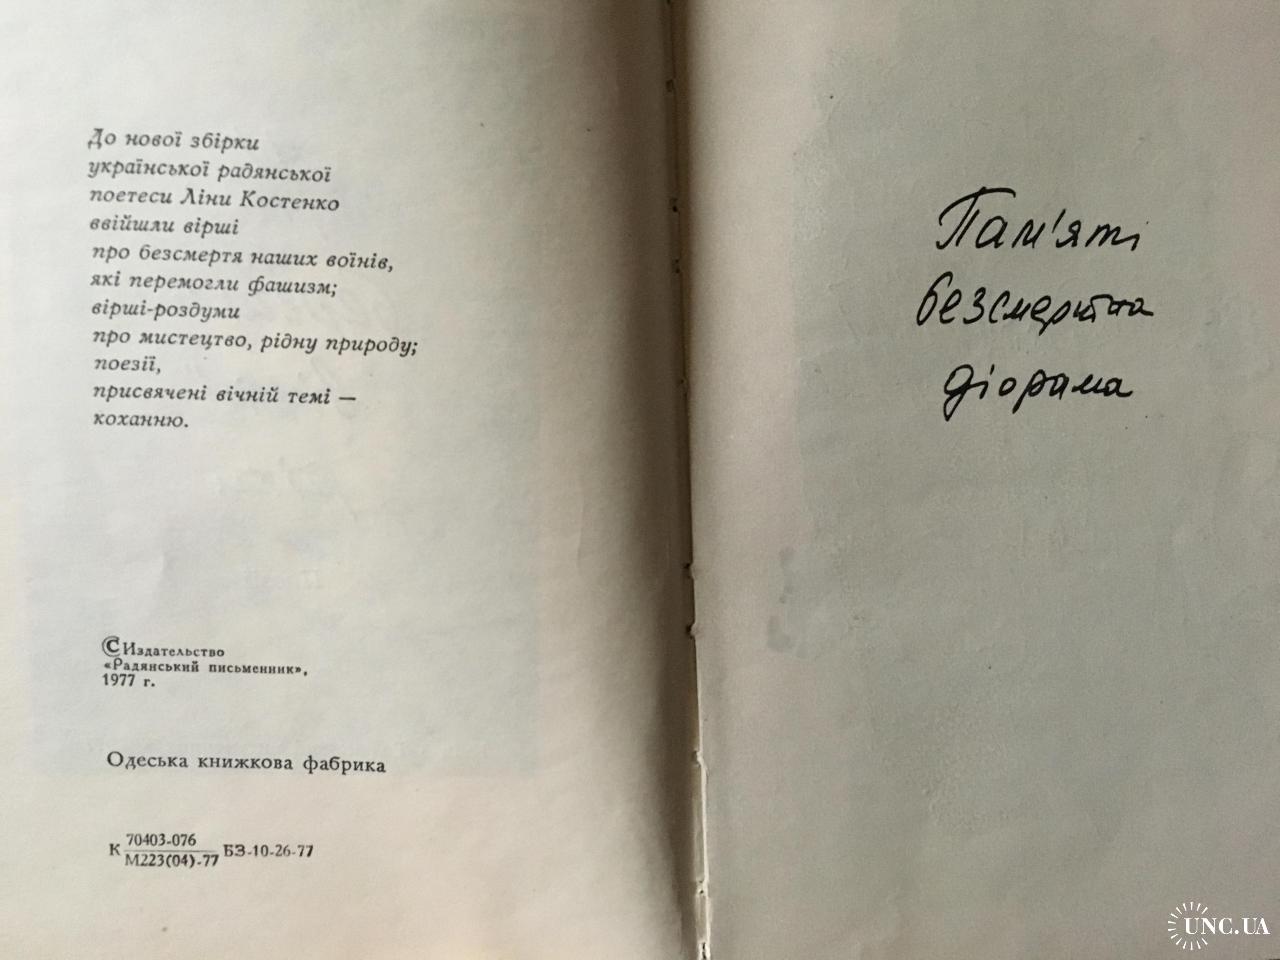 До нової збірки
української радянської
поетеси Ліни Костенко
ввійшли вірші
про безсмертя наших воїнів,
які перемогли фашизм;
вірші-роздуми
про мистецтво, рідну природу;
поезії,
присвячені вічній темі —
коханню.
© Издательство
«Радянський письменник»,
1977 г.
Одеська книжкова фабрика
К 70403-076
М223(04)-77 БЗ-10-26-77
Пам'яті
безсмертна
діорама
UNC.UA